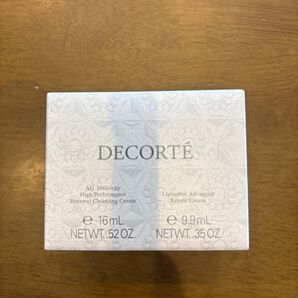 DECORTÉ
AQ Meliority
High Performance
Renewal Cleansing Cream
℮ 16mL
NETWT. .52 OZ.
Liposome Advanced
Repair Cream
℮ 9.9mL
NETWT. .35 OZ.